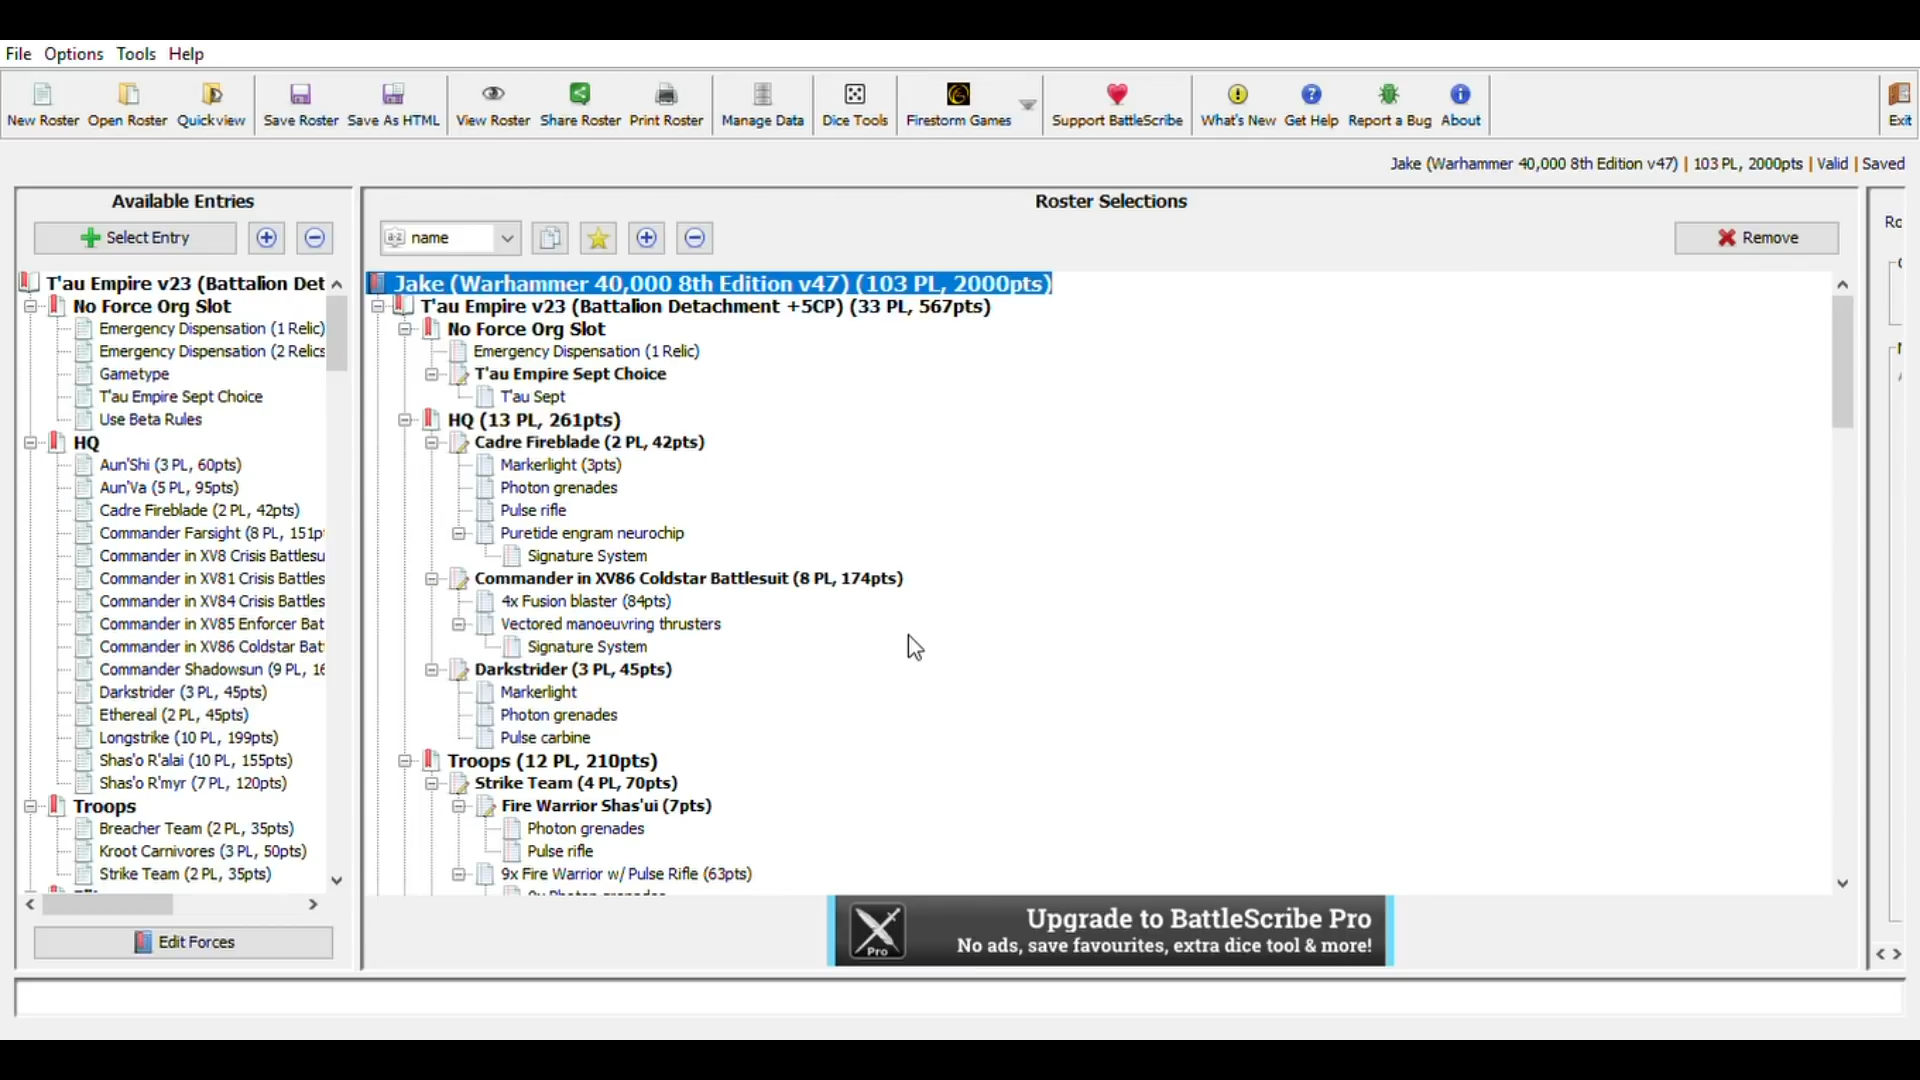 File Options Tools Help
New Roster Open Roster Quickview Save Roster Save As HTML View Roster Share Roster Print Roster Manage Data Dice Tools Firestorm Games Support BattleScribe What's New Get Help Report a Bug About Exit
Jake (Warhammer 40,000 8th Edition v47) | 103 PL, 2000pts | Valid | Saved
Available Entries
Select Entry
T'au Empire v23 (Battalion Det
No Force Org Slot
Emergency Dispensation (1 Relic)
Emergency Dispensation (2 Relics
Gametype
T'au Empire Sept Choice
Use Beta Rules
HQ
Aun'Shi (3 PL, 60pts)
Aun'Va (5 PL, 95pts)
Cadre Fireblade (2 PL, 42pts)
Commander Farsight (8 PL, 151p
Commander in XV8 Crisis Battlesu
Commander in XV81 Crisis Battles
Commander in XV84 Crisis Battles
Commander in XV85 Enforcer Bat
Commander in XV86 Coldstar Bat
Commander Shadowsun (9 PL, 16
Darkstrider (3 PL, 45pts)
Ethereal (2 PL, 45pts)
Longstrike (10 PL, 199pts)
Shas'o R'alai (10 PL, 155pts)
Shas'o R'myr (7 PL, 120pts)
Troops
Breacher Team (2 PL, 35pts)
Kroot Carnivores (3 PL, 50pts)
Strike Team (2 PL, 35pts)
Edit Forces
Roster Selections
name
Remove
Jake (Warhammer 40,000 8th Edition v47) (103 PL, 2000pts)
T'au Empire v23 (Battalion Detachment +5CP) (33 PL, 567pts)
No Force Org Slot
Emergency Dispensation (1 Relic)
T'au Empire Sept Choice
T'au Sept
HQ (13 PL, 261pts)
Cadre Fireblade (2 PL, 42pts)
Markerlight (3pts)
Photon grenades
Pulse rifle
Puretide engram neurochip
Signature System
Commander in XV86 Coldstar Battlesuit (8 PL, 174pts)
4x Fusion blaster (84pts)
Vectored manoeuvring thrusters
Signature System
Darkstrider (3 PL, 45pts)
Markerlight
Photon grenades
Pulse carbine
Troops (12 PL, 210pts)
Strike Team (4 PL, 70pts)
Fire Warrior Shas'ui (7pts)
Photon grenades
Pulse rifle
9x Fire Warrior w/ Pulse Rifle (63pts)
9x Photon grenades
Ro
Upgrade to BattleScribe Pro
No ads, save favourites, extra dice tool & more!
Pro